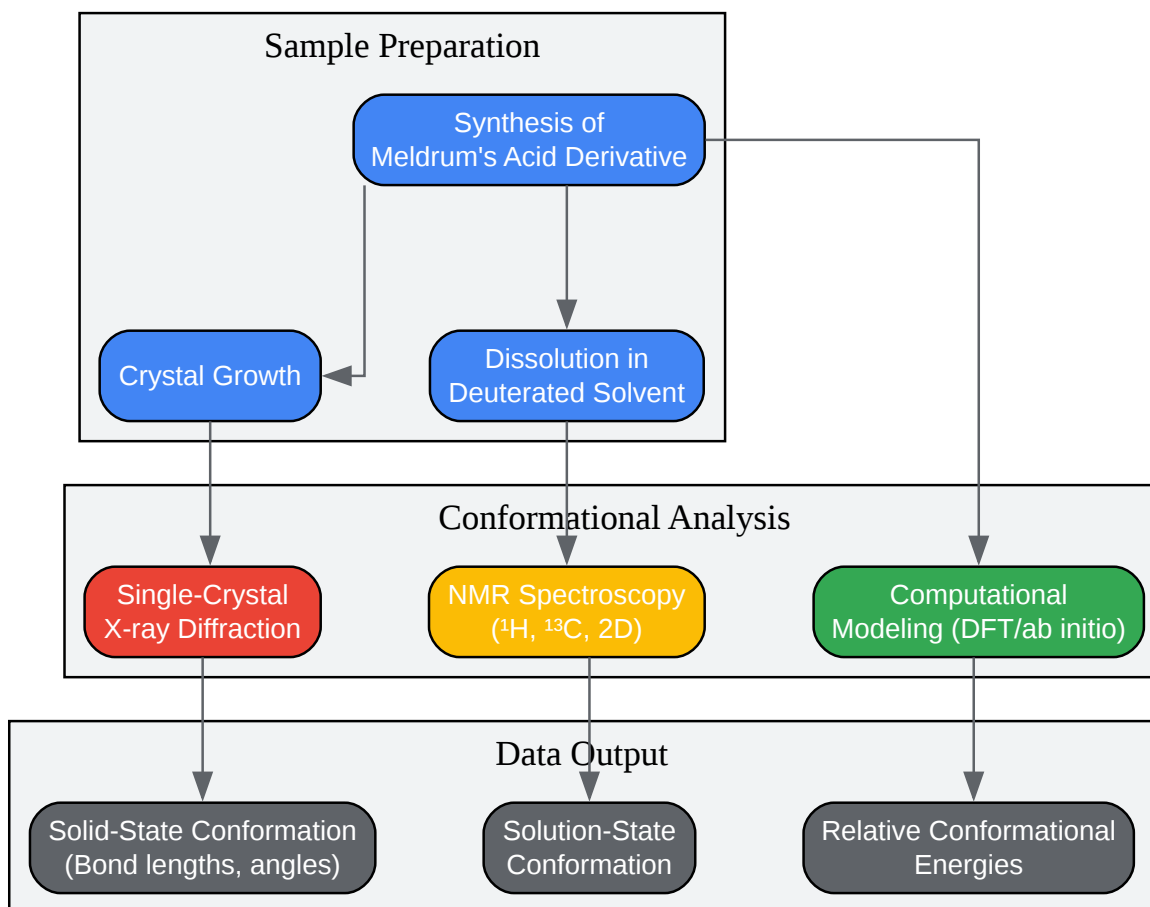 Sample Preparation
Synthesis of
Meldrum's Acid Derivative
Crystal Growth
Dissolution in
Deuterated Solvent
Conformational Analysis
Single-Crystal
X-ray Diffraction
NMR Spectroscopy
(¹H, ¹³C, 2D)
Computational
Modeling (DFT/ab initio)
Data Output
Solid-State Conformation
(Bond lengths, angles)
Solution-State
Conformation
Relative Conformational
Energies